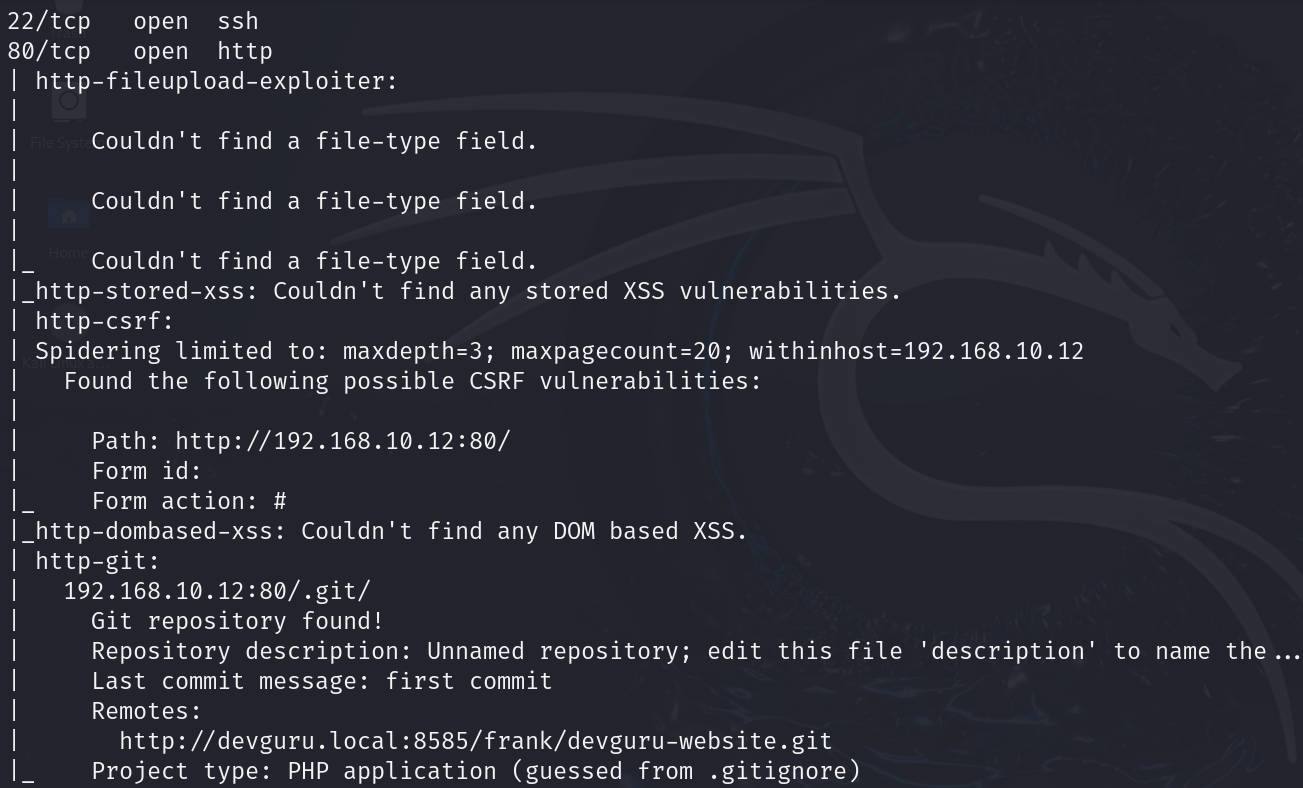 22/tcp   open  ssh
80/tcp   open  http
| http-fileupload-exploiter:
|
|     Couldn't find a file-type field.
|
|     Couldn't find a file-type field.
|
|_    Couldn't find a file-type field.
|_http-stored-xss: Couldn't find any stored XSS vulnerabilities.
| http-csrf:
| Spidering limited to: maxdepth=3; maxpagecount=20; withinhost=192.168.10.12
|   Found the following possible CSRF vulnerabilities:
|
|     Path: http://192.168.10.12:80/
|     Form id:
|_    Form action: #
|_http-dombased-xss: Couldn't find any DOM based XSS.
| http-git:
|   192.168.10.12:80/.git/
|     Git repository found!
|     Repository description: Unnamed repository; edit this file 'description' to name the...
|     Last commit message: first commit
|     Remotes:
|       http://devguru.local:8585/frank/devguru-website.git
|_    Project type: PHP application (guessed from .gitignore)
File Syst
Home